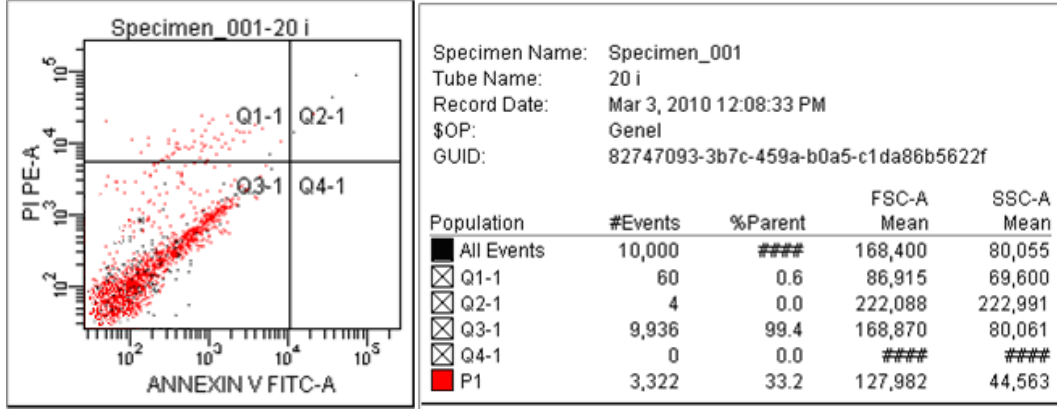 Specimen_001-20 i
PI PE-A
10^5
10^4
10^3
10^2
Q1-1 Q2-1
Q3-1 Q4-1
10^2 10^3 10^4 10^5
ANNEXIN V FITC-A
Specimen Name: Specimen_001
Tube Name: 20 i
Record Date: Mar 3, 2010 12:08:33 PM
$OP: Genel
GUID: 82747093-3b7c-459a-b0a5-c1da86b5622f
FSC-A SSC-A
Population #Events %Parent Mean Mean
All Events 10,000 #### 168,400 80,055
Q1-1 60 0.6 86,915 69,600
Q2-1 4 0.0 222,088 222,991
Q3-1 9,936 99.4 168,870 80,061
Q4-1 0 0.0 #### ####
P1 3,322 33.2 127,982 44,563